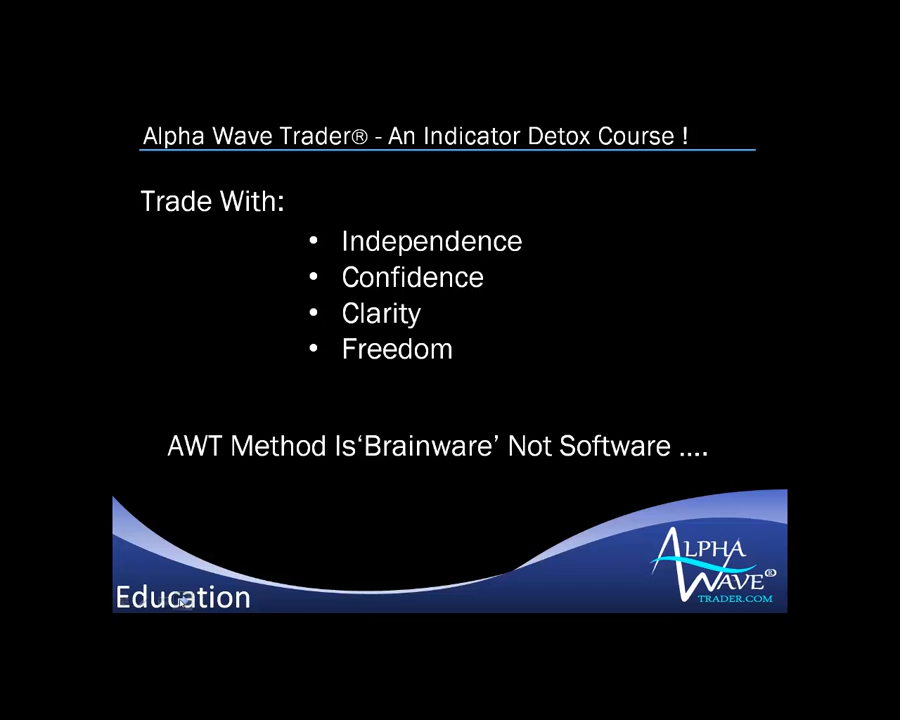 Alpha Wave Trader® - An Indicator Detox Course !
Trade With:
• Independence
• Confidence
• Clarity
• Freedom
AWT Method Is‘Brainware’ Not Software ....
Education
ALPHA
WAVE®
TRADER.COM